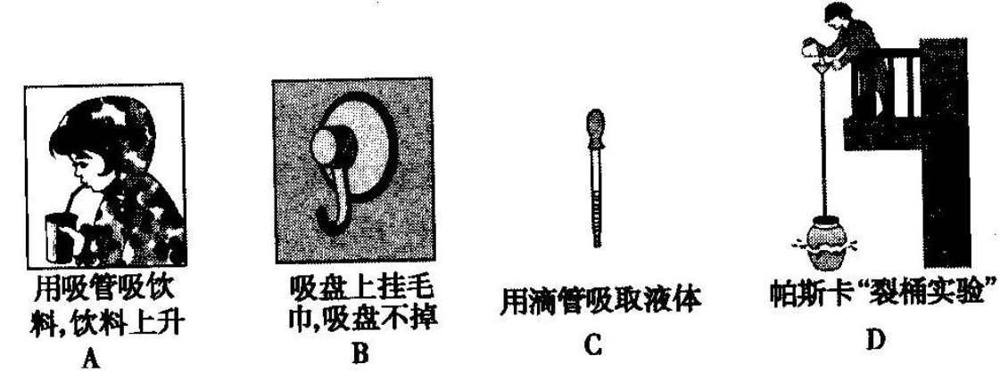 用吸管吸饮
料,饮料上升
A
吸盘上挂毛
巾,吸盘不掉
B
用滴管吸取液体
C
帕斯卡“裂桶实验”
D